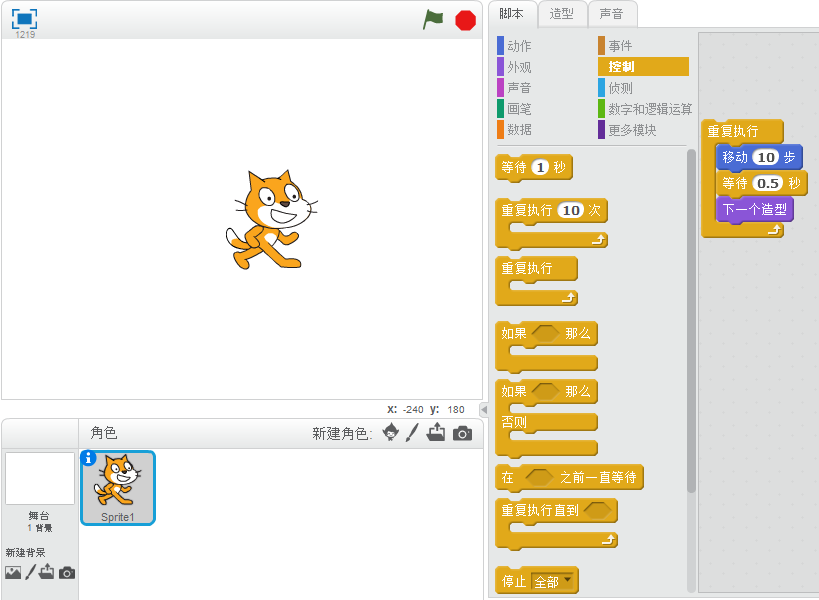 1219
脚本 造型 声音
动作 事件
外观 控制
声音 侦测
画笔 数字和逻辑运算
数据 更多模块
等待 1 秒
重复执行 10 次
重复执行
如果 那么
如果 那么
否则
在 之前一直等待
重复执行直到
停止 全部
重复执行
移动 10 步
等待 0.5 秒
下一个造型
x: -240 y: 180
角色 新建角色:
舞台
1 背景
新建背景
i
Sprite1